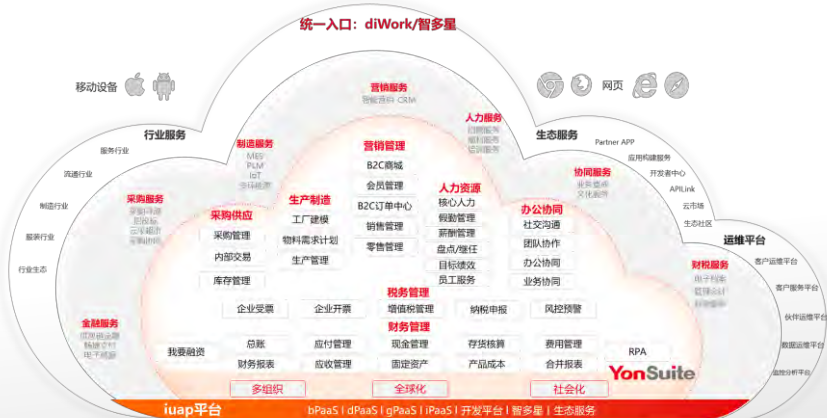 统一入口：diWork/智多星
移动设备
网页
营销服务
智能营销 CRM
行业服务
服务行业
流通行业
制造行业
服装行业
行业生态
制造服务
MES
PLM
IoT
人力服务
生态服务
Partner APP
应用构建服务
开发者中心
APILink
云市场
生态社区
协同服务
采购服务
金融服务
财税服务
电子档案
管理会计
运维平台
客户运维平台
客户服务平台
伙伴运维平台
数据运维平台
监控分析平台
营销管理
B2C商城
会员管理
B2C订单中心
销售管理
零售管理
生产制造
工厂建模
物料需求计划
生产管理
采购供应
采购管理
内部交易
库存管理
人力资源
核心人力
假勤管理
薪酬管理
盘点/继任
目标绩效
员工服务
办公协同
社交沟通
团队协作
办公协同
业务协同
税务管理
企业受票 企业开票 增值税管理 纳税申报 风控预警
财务管理
我要融资
总账 应付管理 现金管理 存货核算 费用管理
财务报表 应收管理 固定资产 产品成本 合并报表
RPA
YonSuite
多组织 全球化 社会化
iuap平台 bPaaS | dPaaS | gPaaS | iPaaS | 开发平台 | 智多星 | 生态服务